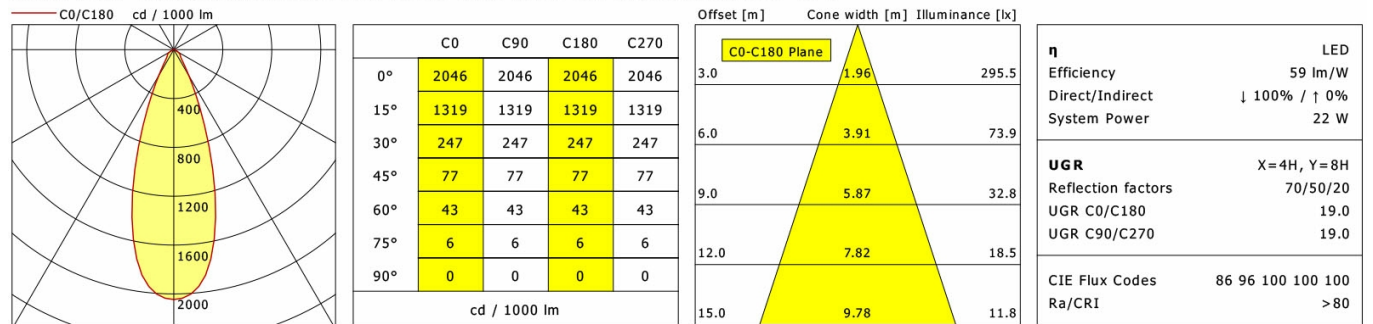 C0/C180 cd / 1000 lm
400
800
1200
1600
2000
C0 C90 C180 C270
0° 2046 2046 2046 2046
15° 1319 1319 1319 1319
30° 247 247 247 247
45° 77 77 77 77
60° 43 43 43 43
75° 6 6 6 6
90° 0 0 0 0
cd / 1000 lm
Offset [m] Cone width [m] Illuminance [lx]
C0-C180 Plane
3.0 1.96 295.5
6.0 3.91 73.9
9.0 5.87 32.8
12.0 7.82 18.5
15.0 9.78 11.8
η LED
Efficiency 59 lm/W
Direct/Indirect ↓ 100% / ↑ 0%
System Power 22 W
UGR X=4H, Y=8H
Reflection factors 70/50/20
UGR C0/C180 19.0
UGR C90/C270 19.0
CIE Flux Codes 86 96 100 100 100
Ra/CRI >80